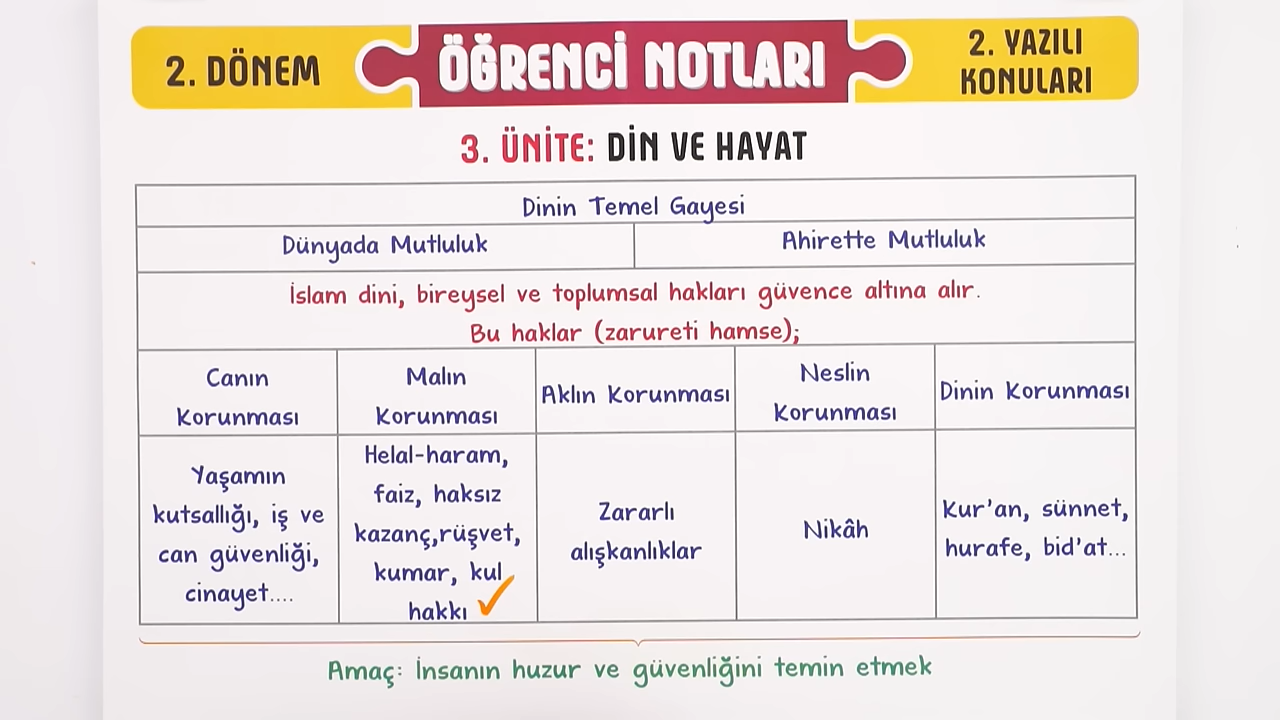 2. DÖNEM
ÖĞRENCİ NOTLARI
2. YAZILI
KONULARI
3. ÜNİTE: DİN VE HAYAT
Dinin Temel Gayesi
Dünyada Mutluluk
Ahirette Mutluluk
İslam dini, bireysel ve toplumsal hakları güvence altına alır.
Bu haklar (zarureti hamse);
Canın
Korunması
Malın
Korunması
Aklın Korunması
Neslin
Korunması
Dinin Korunması
Yaşamın
kutsallığı, iş ve
can güvenliği,
cinayet....
Helal-haram,
faiz, haksız
kazanç,rüşvet,
kumar, kul
hakkı
Zararlı
alışkanlıklar
Nikâh
Kur'an, sünnet,
hurafe, bid'at...
Amaç: İnsanın huzur ve güvenliğini temin etmek